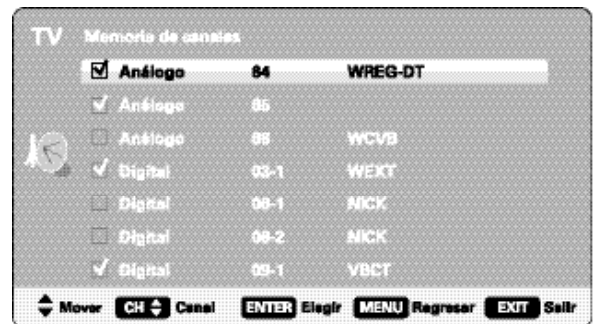 TV Memoria de canales
Análogo 84 WREG-DT
Análogo 85
Análogo 86 WCVB
Digital 03-1 WEXT
Digital 08-1 NICK
Digital 08-2 NICK
Digital 09-1 VBCT
Mover CH Canal ENTER Elegir MENU Regresar EXIT Salir